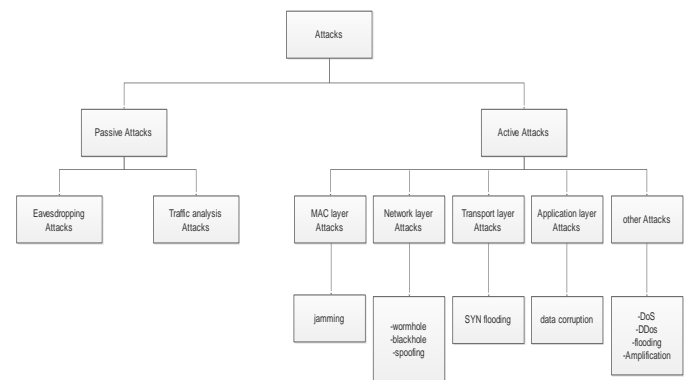 Attacks
Passive Attacks
Active Attacks
Eavesdropping
Attacks
Traffic analysis
Attacks
MAC layer
Attacks
Network layer
Attacks
Transport layer
Attacks
Application layer
Attacks
other Attacks
jamming
-wormhole
-blackhole
-spoofing
SYN flooding
data corruption
-DoS
-DDos
-flooding
-Amplification